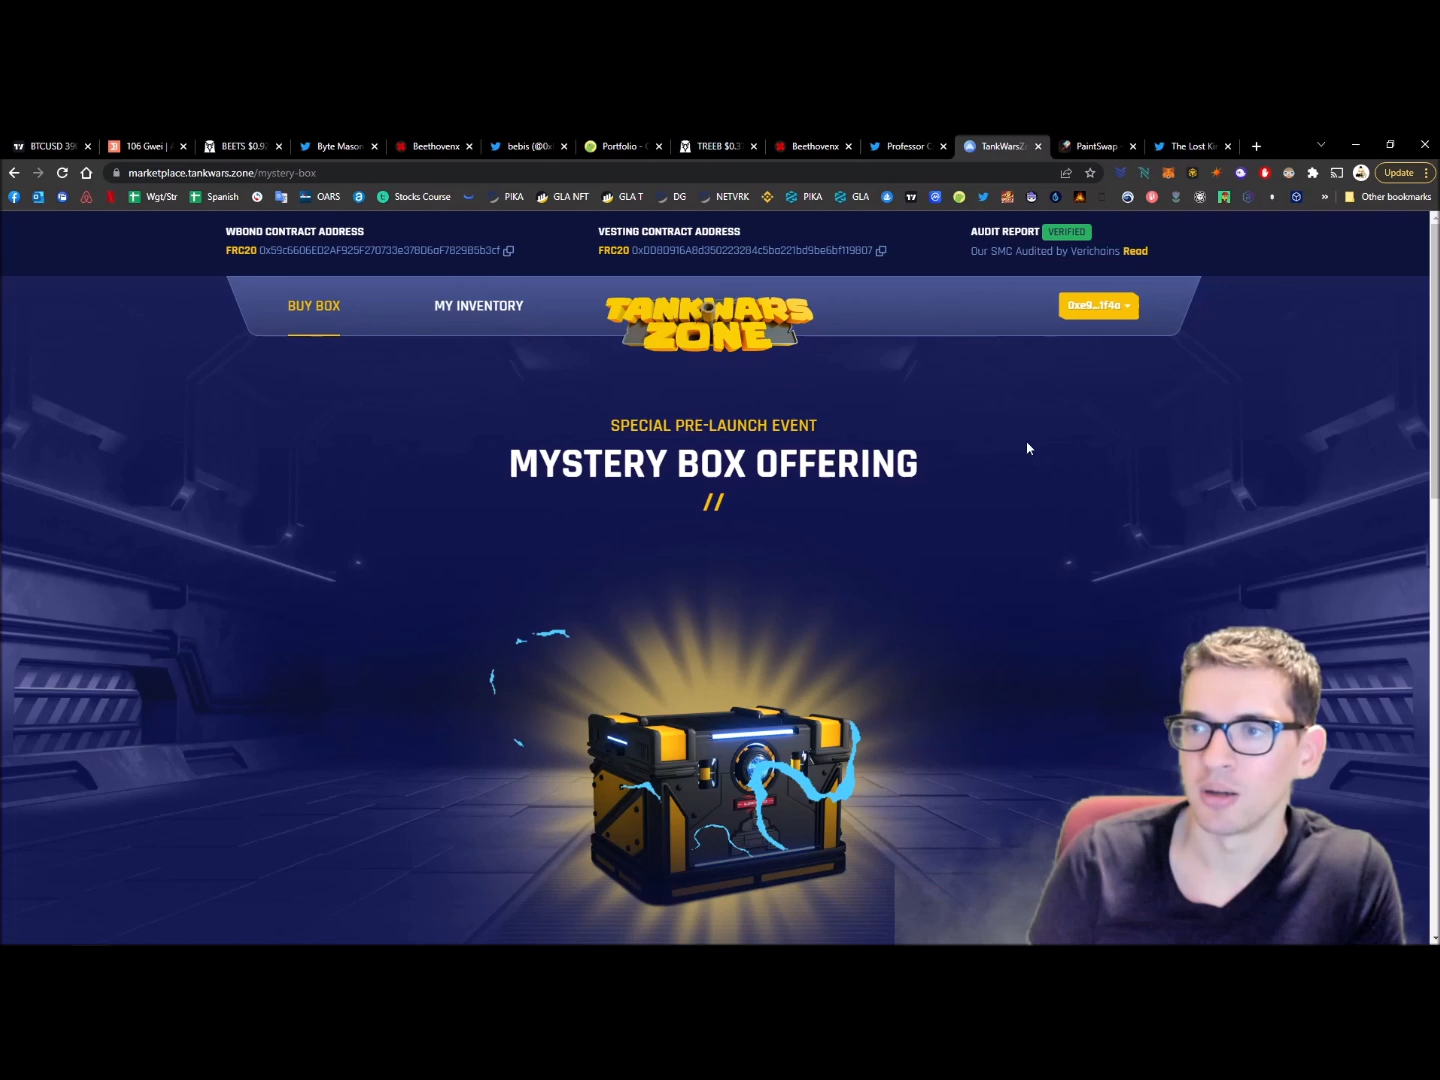 BTCUSD 39
106 Gwei |
BEETS $0.9
Byte Mason
Beethovenx
bebis (@0x
Portfolio -
TREEB $0.3
Beethovenx
Professor
TankWarsZ
PaintSwap
The Lost Ki
marketplace.tankwars.zone/mystery-box
Update
Wgt/Str
Spanish
OARS
Stocks Course
PIKA
GLA NFT
GLA T
DG
NETVRK
PIKA
GLA
Other bookmarks
WBOND CONTRACT ADDRESS
FRC20 0x59c6606ED2AF925F270733e378D6aF782985b3cf
VESTING CONTRACT ADDRESS
FRC20 0xDD8D916A8d350223284c5ba221bd9be6bf119807
AUDIT REPORT VERIFIED
Our SMC Audited by Verichains Read
BUY BOX
MY INVENTORY
TANKWARS
ZONE
0xe9...1f4a
SPECIAL PRE-LAUNCH EVENT
MYSTERY BOX OFFERING
//